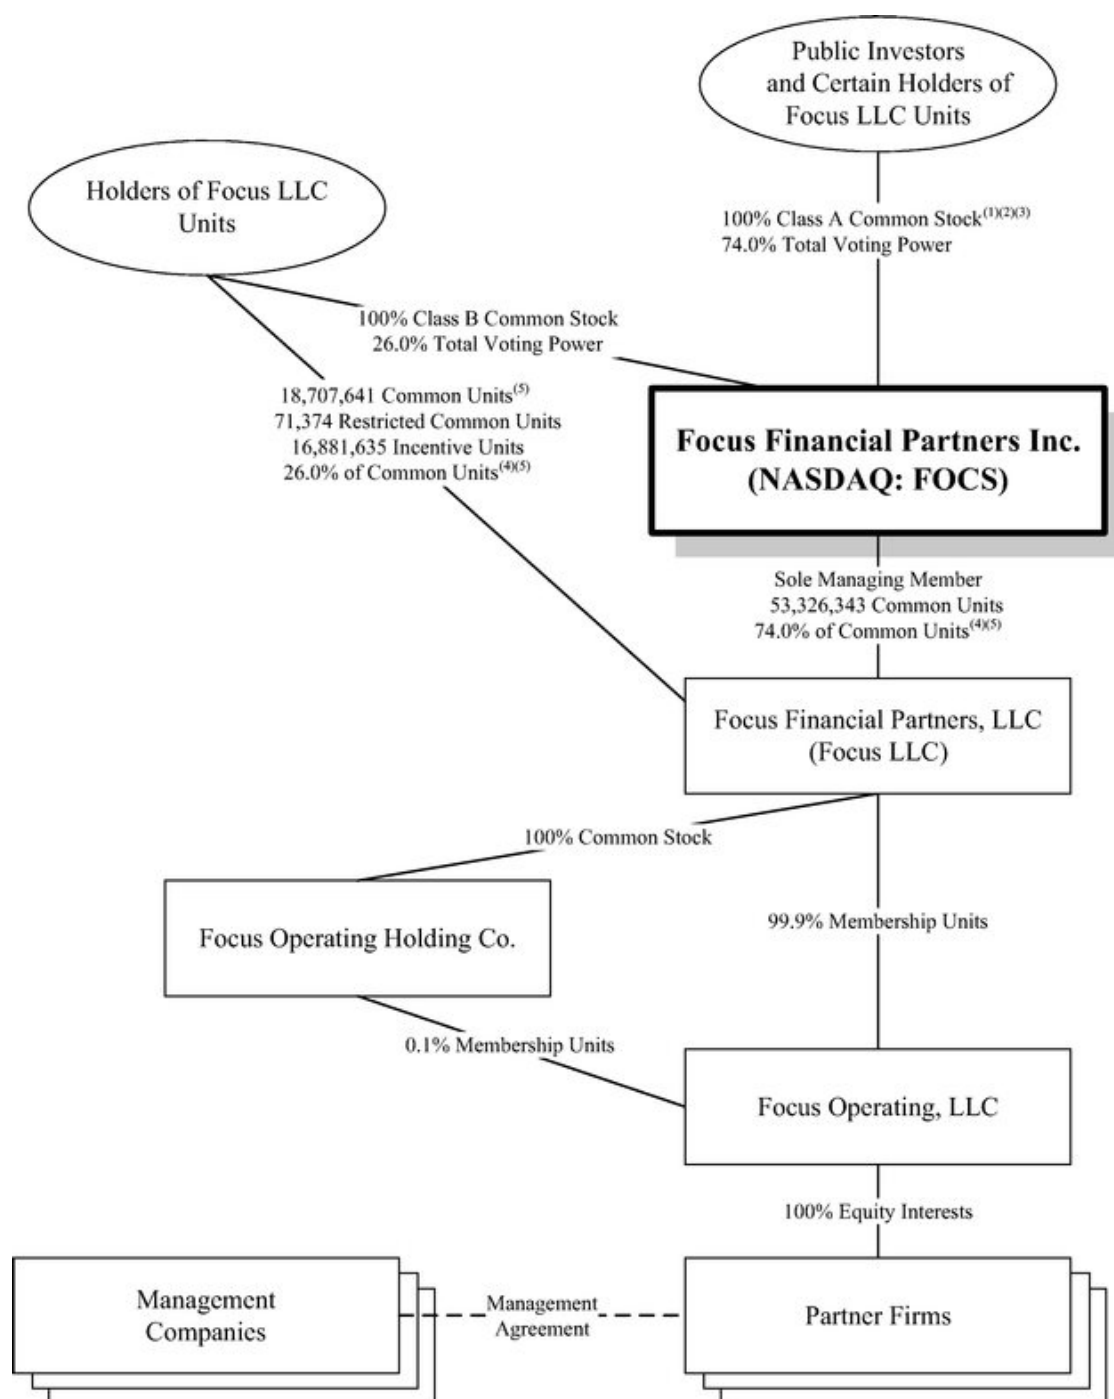 Public Investors
and Certain Holders of
Focus LLC Units
Holders of Focus LLC
Units
100% Class A Common Stock(1)(2)(3)
74.0% Total Voting Power
100% Class B Common Stock
26.0% Total Voting Power
18,707,641 Common Units(5)
71,374 Restricted Common Units
16,881,635 Incentive Units
26.0% of Common Units(4)(5)
Focus Financial Partners Inc.
(NASDAQ: FOCS)
Sole Managing Member
53,326,343 Common Units
74.0% of Common Units(4)(5)
Focus Financial Partners, LLC
(Focus LLC)
100% Common Stock
Focus Operating Holding Co.
99.9% Membership Units
0.1% Membership Units
Focus Operating, LLC
100% Equity Interests
Management
Companies
Management
Agreement
Partner Firms